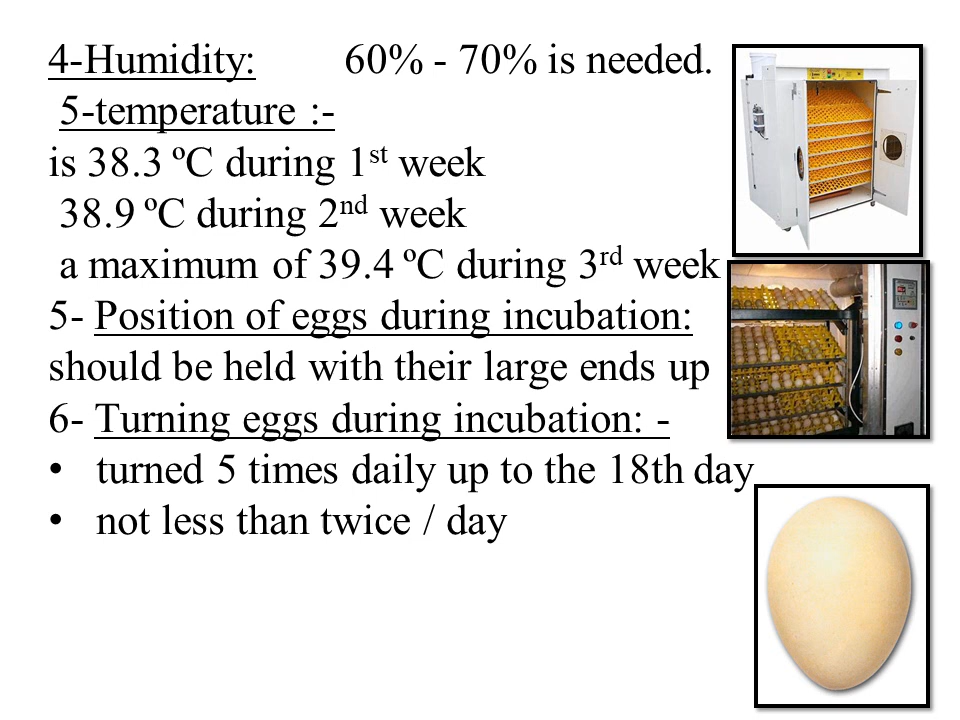 4-Humidity: 60% - 70% is needed.
5-temperature :-
is 38.3 ºC during 1st week
38.9 ºC during 2nd week
a maximum of 39.4 ºC during 3rd week
5- Position of eggs during incubation:
should be held with their large ends up
6- Turning eggs during incubation: -
• turned 5 times daily up to the 18th day
• not less than twice / day